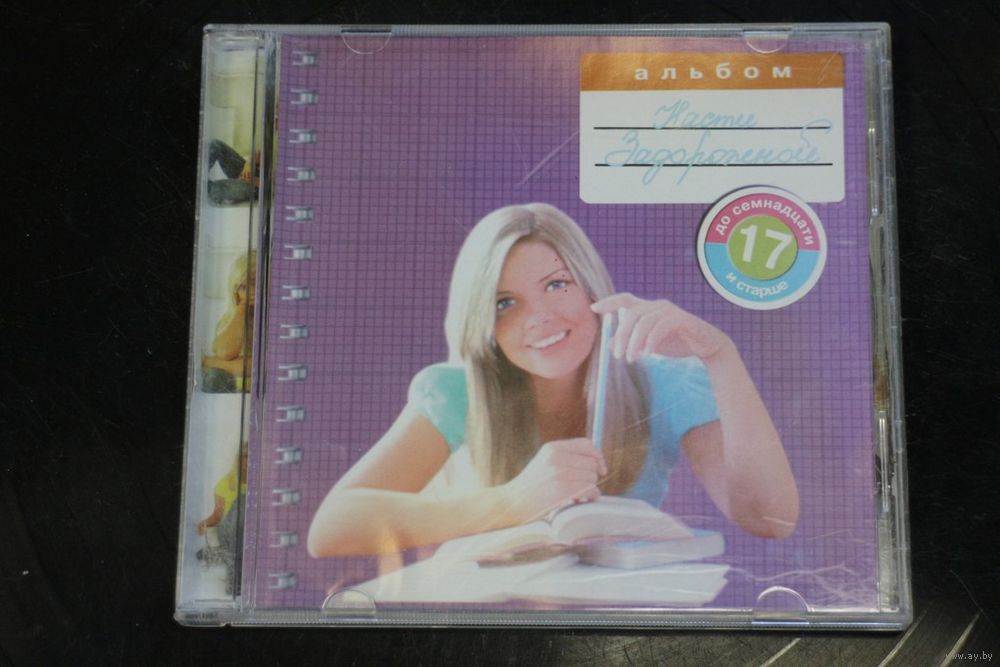 альбом
Насти
Задорожной
до семнадцати
17
и старше
www.ay.by